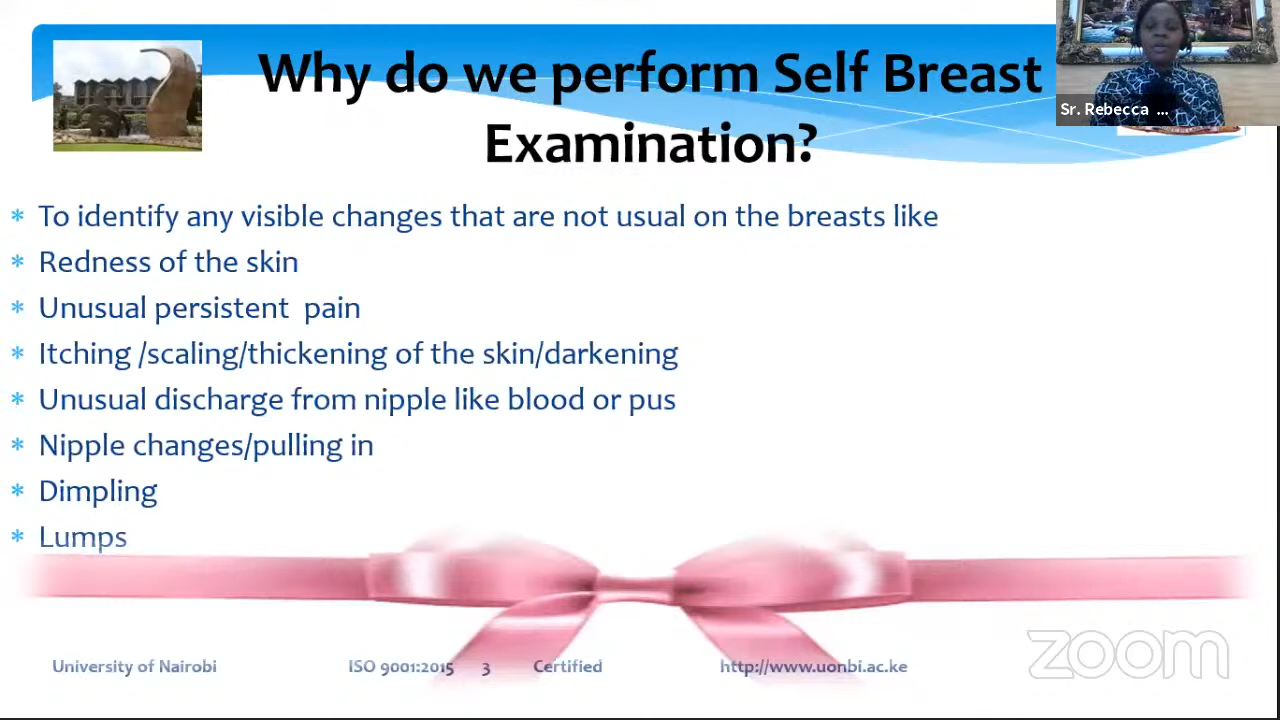 Why do we perform Self Breast
Examination?
Sr. Rebecca ...
* To identify any visible changes that are not usual on the breasts like
* Redness of the skin
* Unusual persistent  pain
* Itching /scaling/thickening of the skin/darkening
* Unusual discharge from nipple like blood or pus
* Nipple changes/pulling in
* Dimpling
* Lumps
zoom
University of Nairobi ISO 9001:2015 3 Certified http://www.uonbi.ac.ke